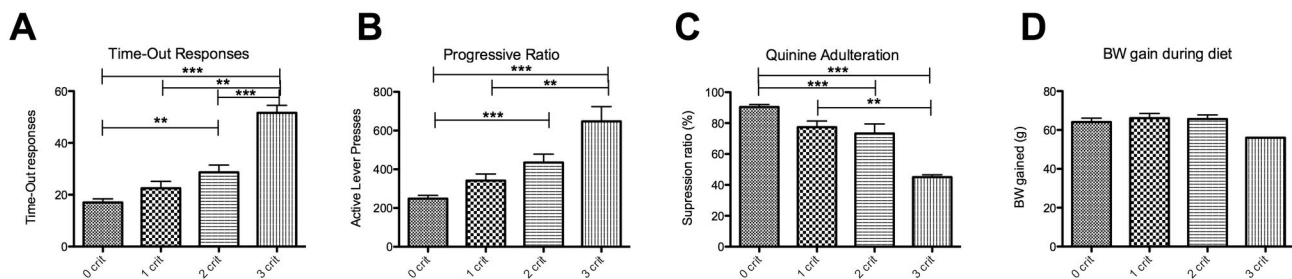 A
Time-Out Responses
***
**
***
**
Time-Out responses
60
40
20
0
0 crit
1 crit
2 crit
3 crit
B
Progressive Ratio
***
**
***
Active Lever Presses
800
600
400
200
0
0 crit
1 crit
2 crit
3 crit
C
Quinine Adulteration
***
***
**
Supression ratio (%)
100
80
60
40
20
0
0 crit
1 crit
2 crit
3 crit
D
BW gain during diet
BW gained (g)
80
60
40
20
0
0 crit
1 crit
2 crit
3 crit